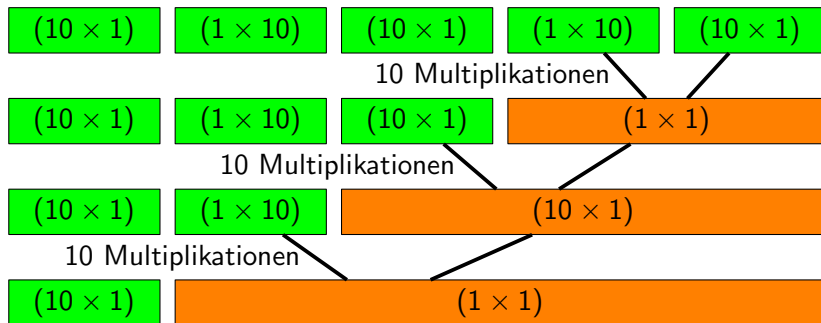 (10 × 1) (1 × 10) (10 × 1) (1 × 10) (10 × 1)
10 Multiplikationen
(10 × 1) (1 × 10) (10 × 1) (1 × 1)
10 Multiplikationen
(10 × 1) (1 × 10) (10 × 1)
10 Multiplikationen
(10 × 1) (1 × 1)